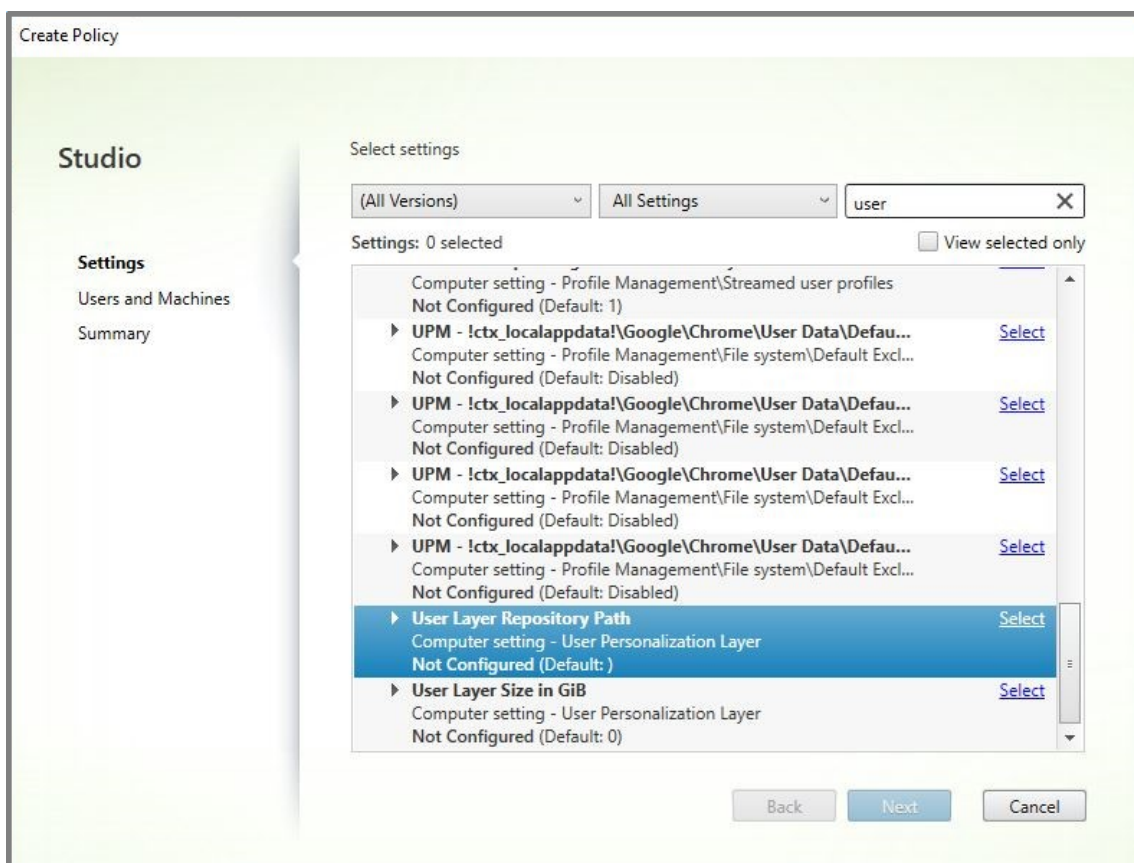 Create Policy
Studio
Settings
Users and Machines
Summary
Select settings
(All Versions)
All Settings
user
Settings: 0 selected
View selected only
Computer setting - Profile Management\Streamed user profiles
Not Configured (Default: 1)
UPM - !ctx_localappdata!\Google\Chrome\User Data\Defau... Select
Computer setting - Profile Management\File system\Default Excl...
Not Configured (Default: Disabled)
UPM - !ctx_localappdata!\Google\Chrome\User Data\Defau... Select
Computer setting - Profile Management\File system\Default Excl...
Not Configured (Default: Disabled)
UPM - !ctx_localappdata!\Google\Chrome\User Data\Defau... Select
Computer setting - Profile Management\File system\Default Excl...
Not Configured (Default: Disabled)
UPM - !ctx_localappdata!\Google\Chrome\User Data\Defau... Select
Computer setting - Profile Management\File system\Default Excl...
Not Configured (Default: Disabled)
User Layer Repository Path Select
Computer setting - User Personalization Layer
Not Configured (Default: )
User Layer Size in GiB Select
Computer setting - User Personalization Layer
Not Configured (Default: 0)
Back
Next
Cancel